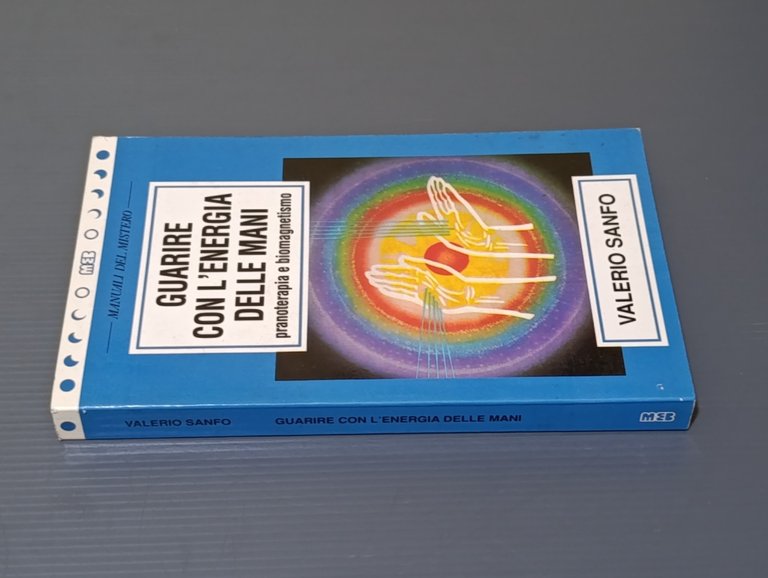 MEB
MANUALI DEL MISTERO
GUARIRE
CON L'ENERGIA
DELLE MANI
pranoterapia e biomagnetismo
VALERIO SANFO
VALERIO SANFO GUARIRE CON L'ENERGIA DELLE MANI MEB